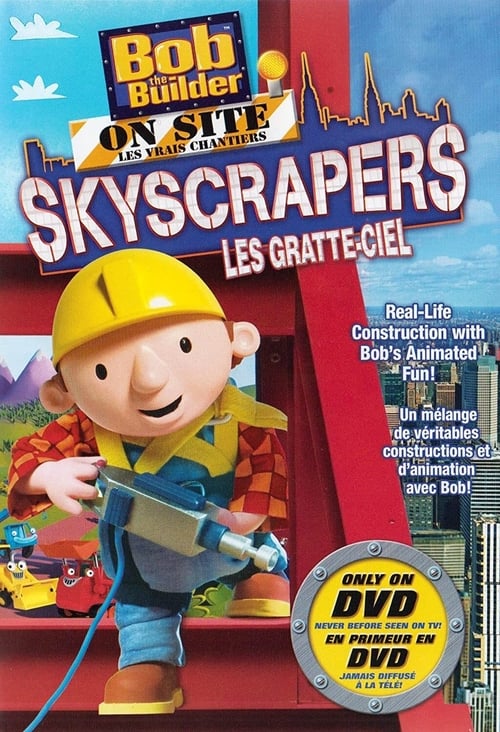 Bob
the
Builder
™
ON SITE
LES VRAIS CHANTIERS
SKYSCRAPERS
LES GRATTE-CIEL
Real-Life
Construction with
Bob's Animated
Fun!
Un mélange
de véritables
constructions et
d'animation
avec Bob!
ONLY ON
DVD
NEVER BEFORE SEEN ON TV!
EN PRIMEUR EN
DVD
JAMAIS DIFFUSÉ
À LA TÉLÉ!